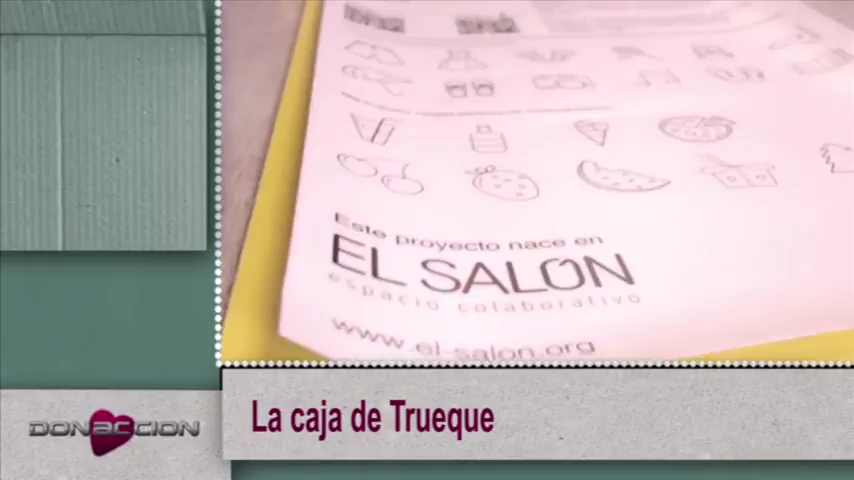 Este proyecto nace en
EL SALÓN
espacio colaborativo
www.el-salon.org
La caja de Trueque
DONACCION